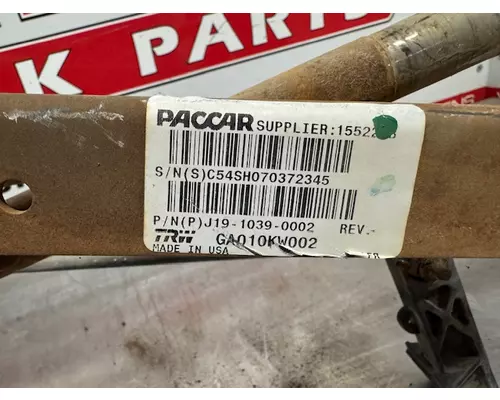 K PARTS
PACCAR SUPPLIER:1552
S/N(S)C54SH070372345
P/N(P)J19-1039-0002 REV.-
TRW GA010KW002
MADE IN USA